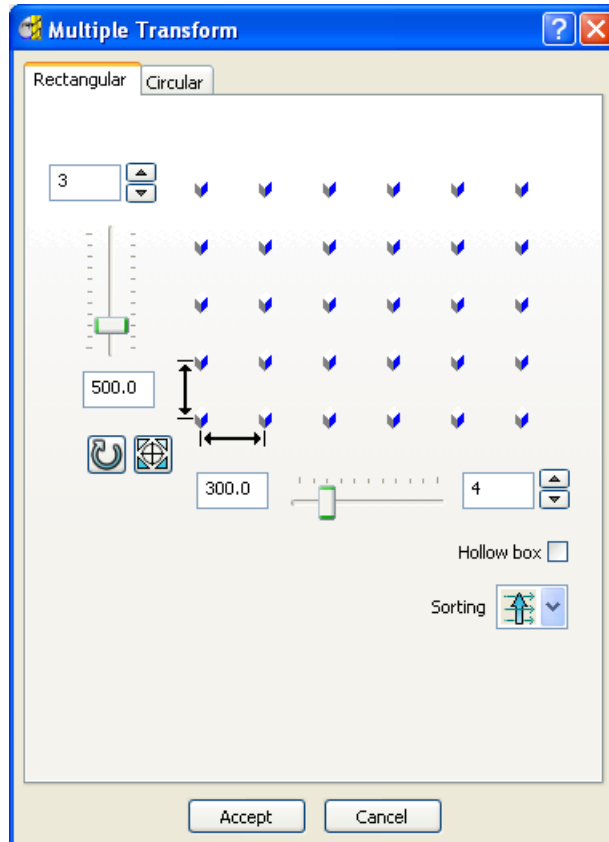 Multiple Transform
Rectangular
Circular
3
500.0
300.0
4
Hollow box
Sorting
Accept
Cancel